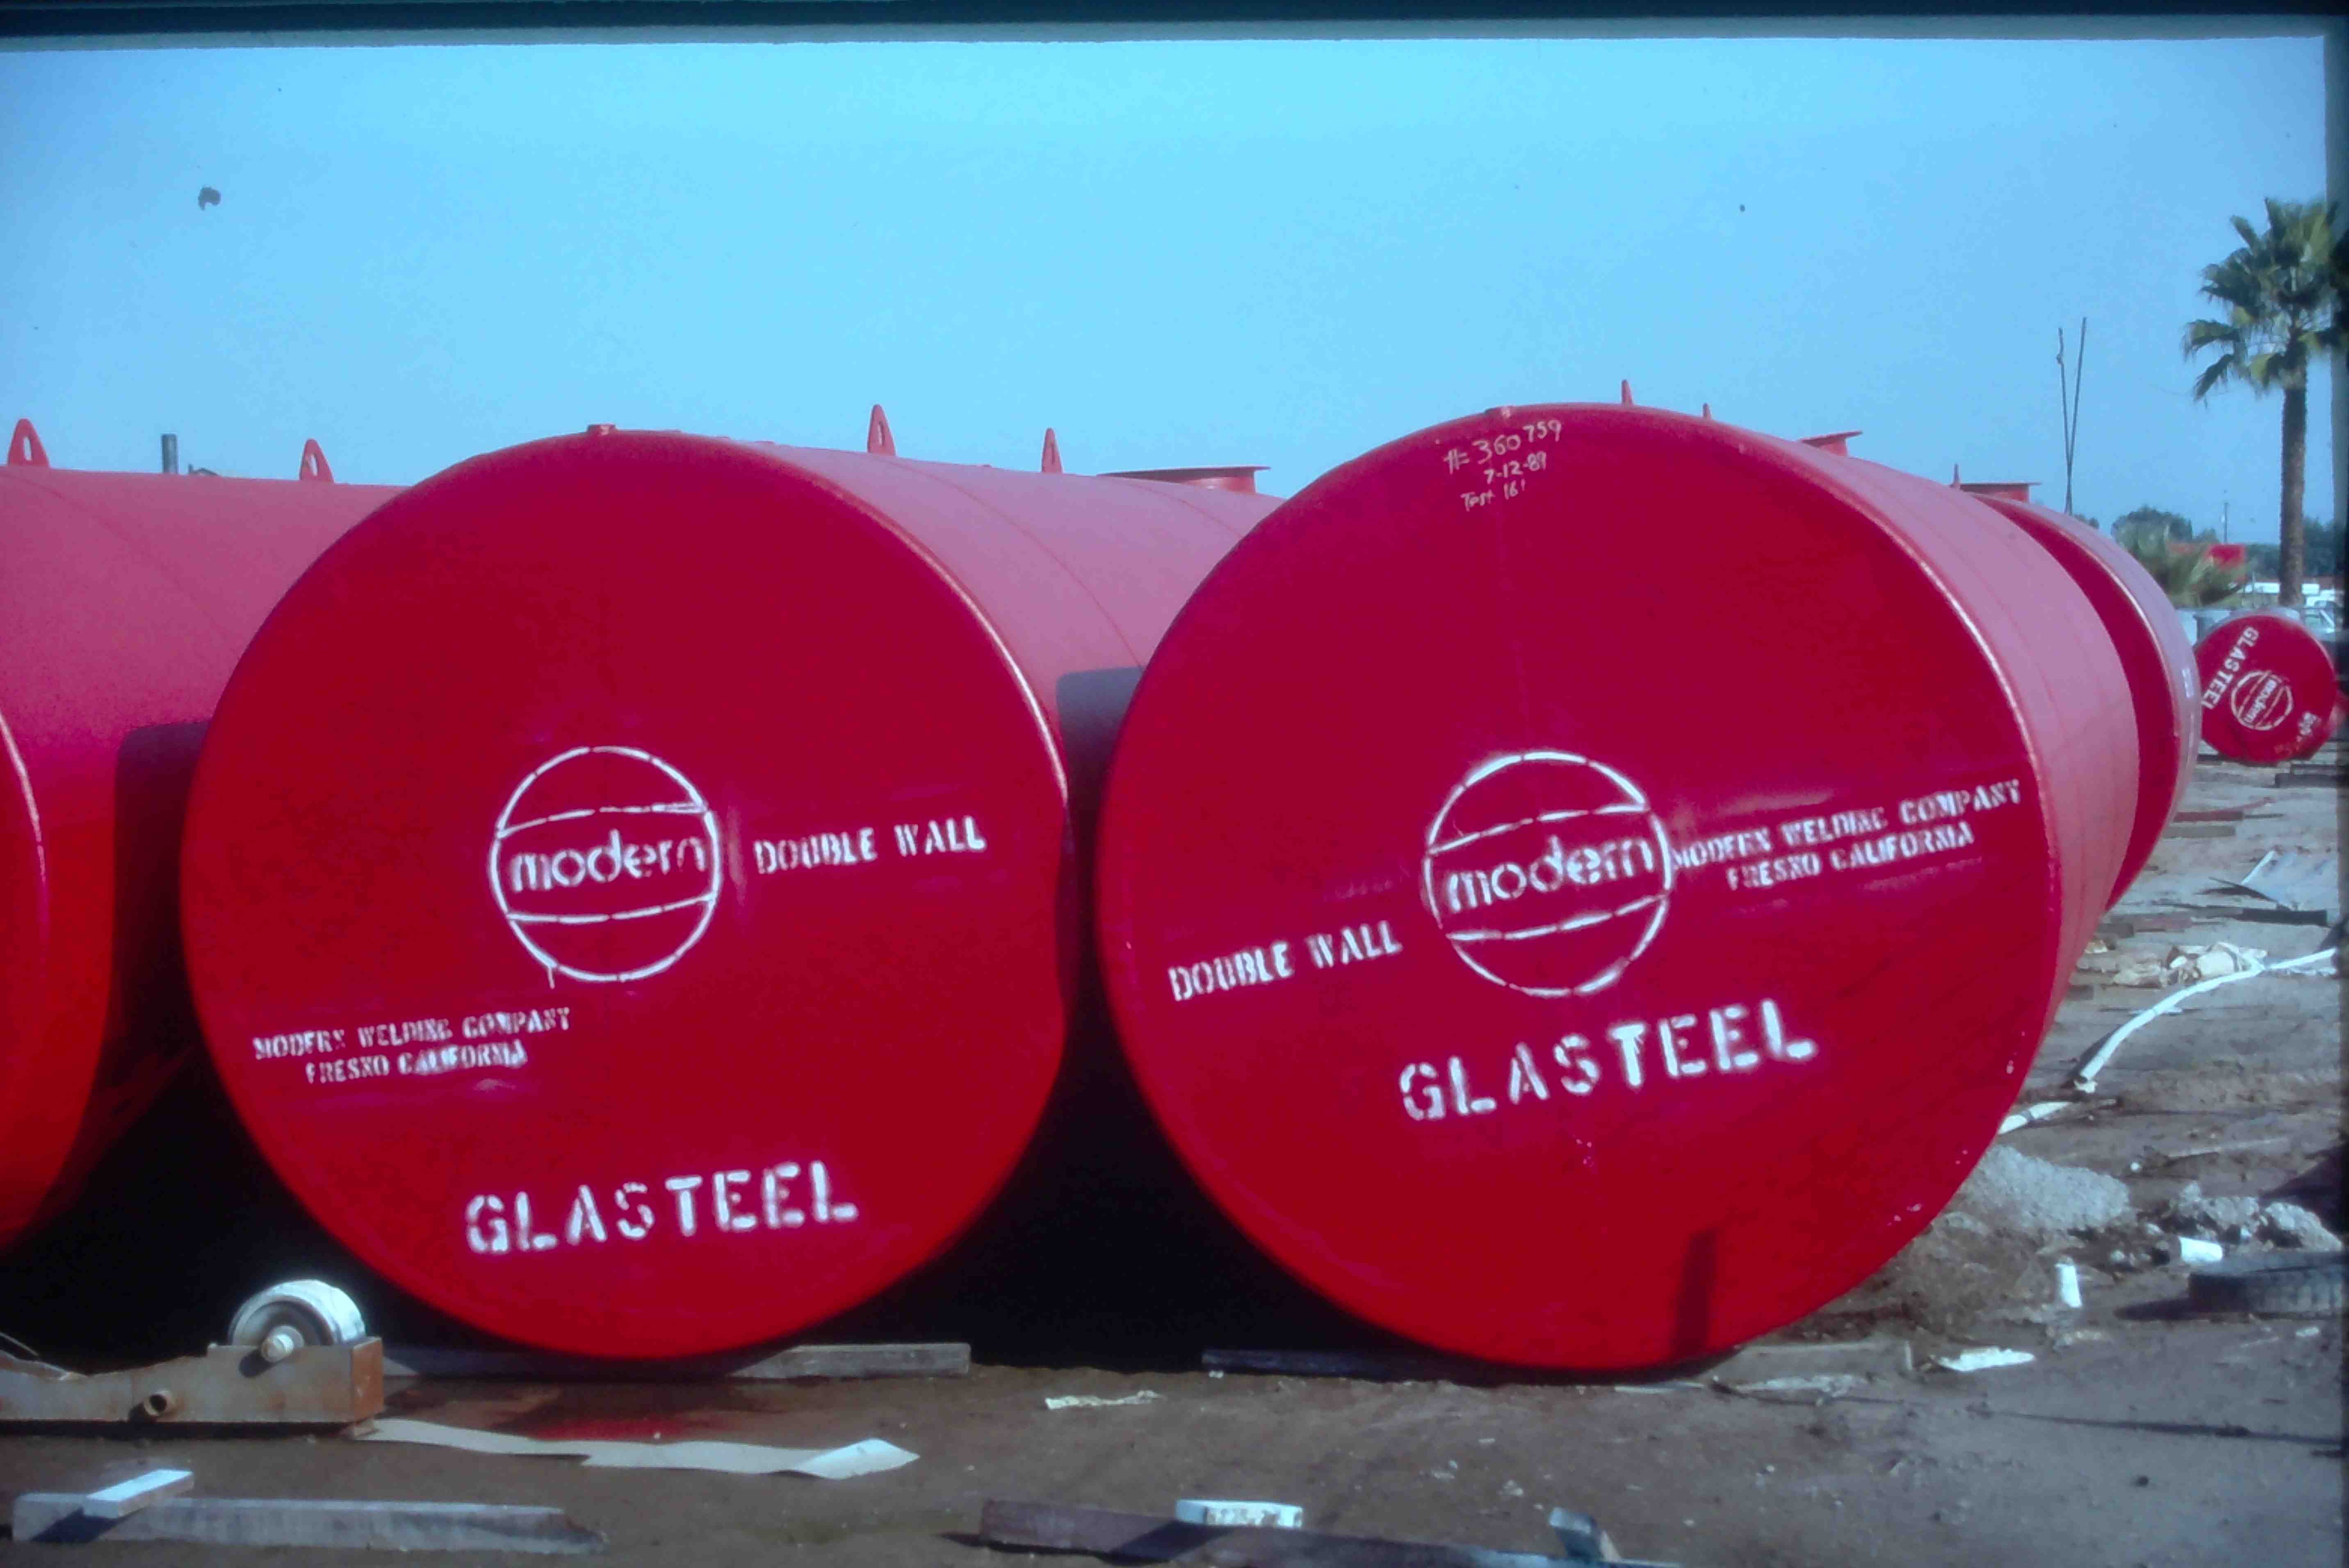 modern
DOUBLE WALL
MODERN WELDING COMPANY
FRESNO CALIFORNIA
GLASTEEL
# 360759
7-12-89
Test 16'
modern
MODERN WELDING COMPANY
FRESNO CALIFORNIA
DOUBLE WALL
GLASTEEL
GLASTEEL
modern